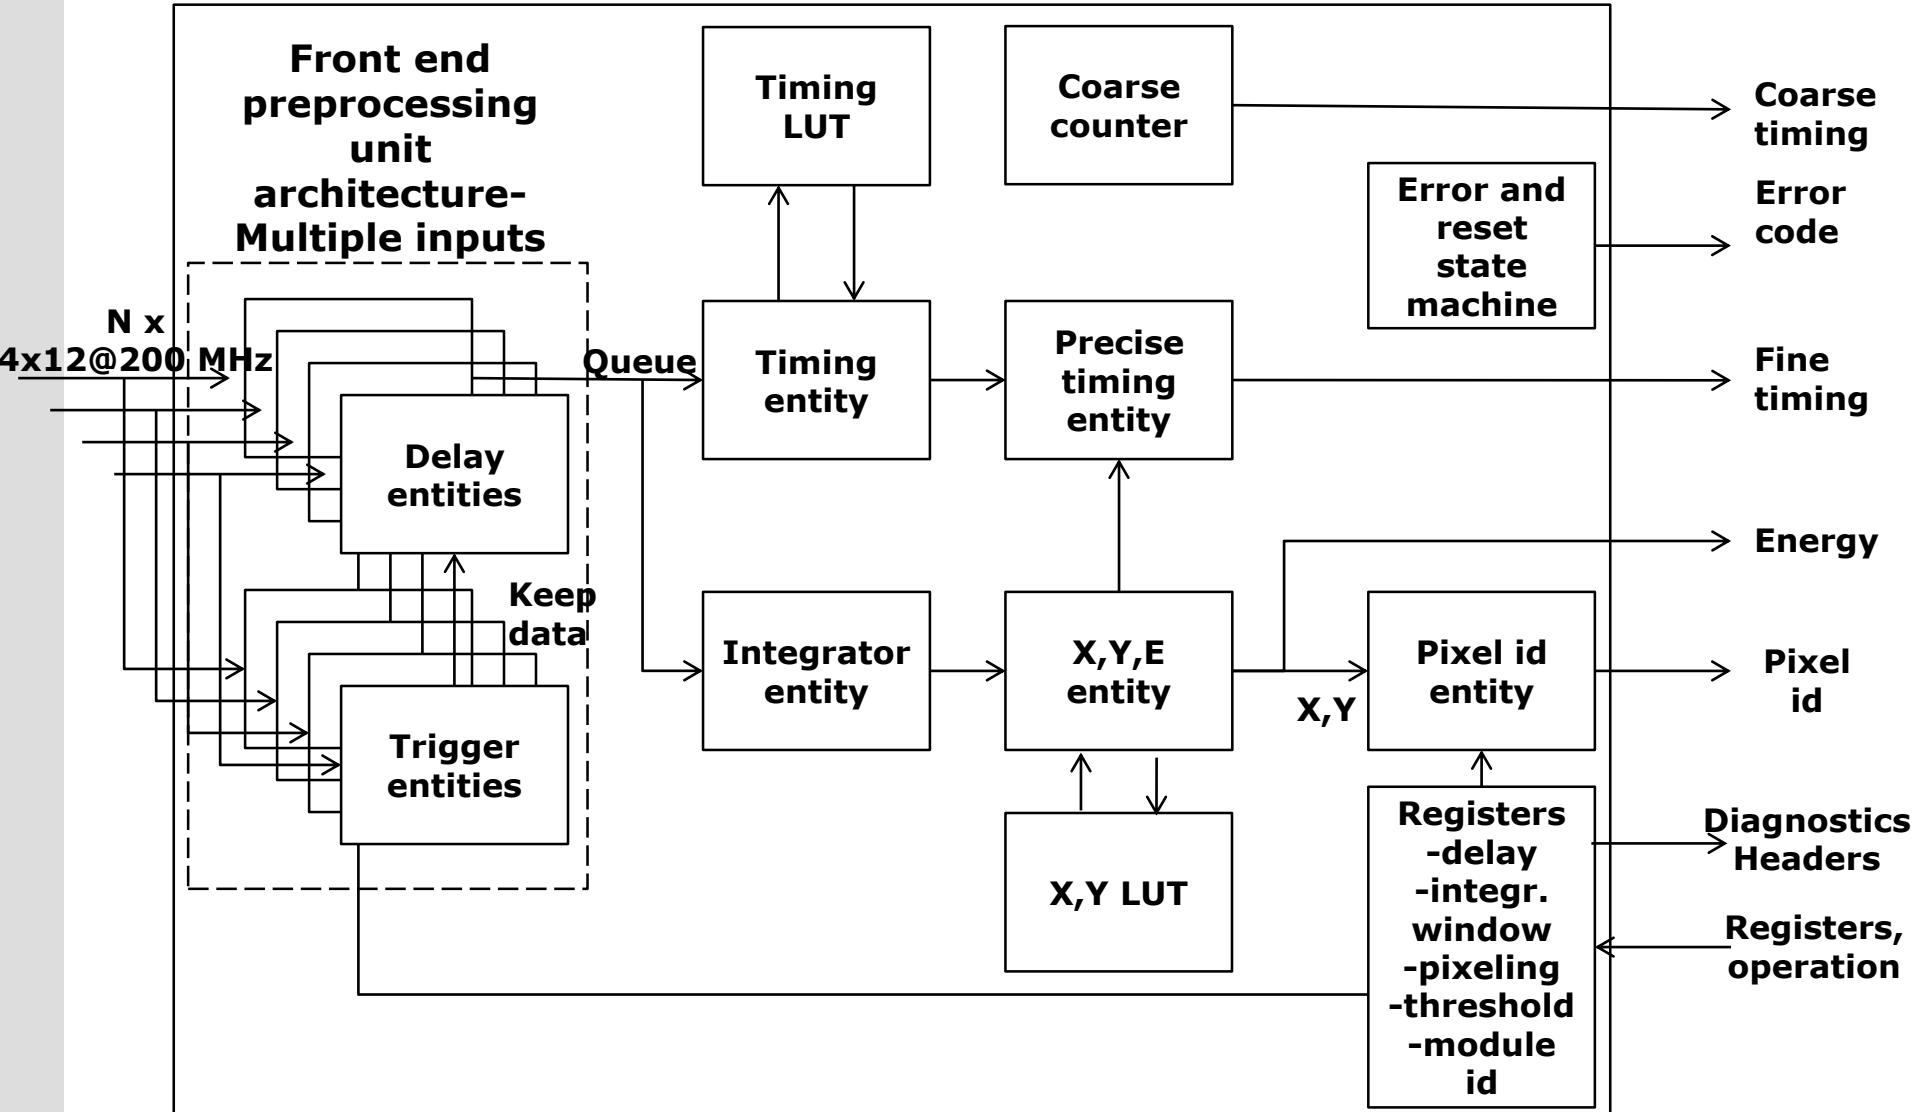 Front end
preprocessing
unit
architecture-
Multiple inputs
N x
4x12@200 MHz
Delay
entities
Keep
data
Trigger
entities
Queue
Timing
LUT
Timing
entity
Integrator
entity
Coarse
counter
Precise
timing
entity
X,Y,E
entity
X,Y LUT
Error and
reset
state
machine
X,Y
Pixel id
entity
Registers
-delay
-integr.
window
-pixeling
-threshold
-module
id
Coarse
timing
Error
code
Fine
timing
Energy
Pixel
id
Diagnostics
Headers
Registers,
operation